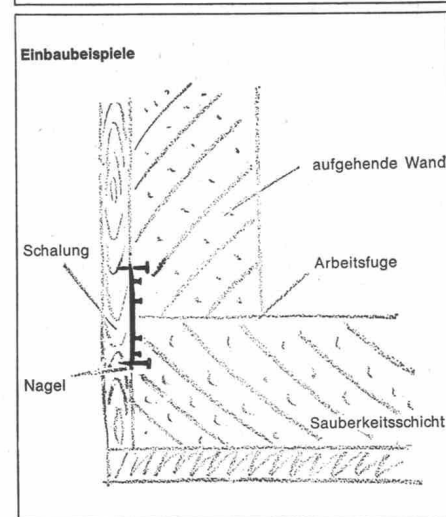 Einbaubeispiele
aufgehende Wand
Schalung
Arbeitsfuge
Nagel
Sauberkeitsschicht